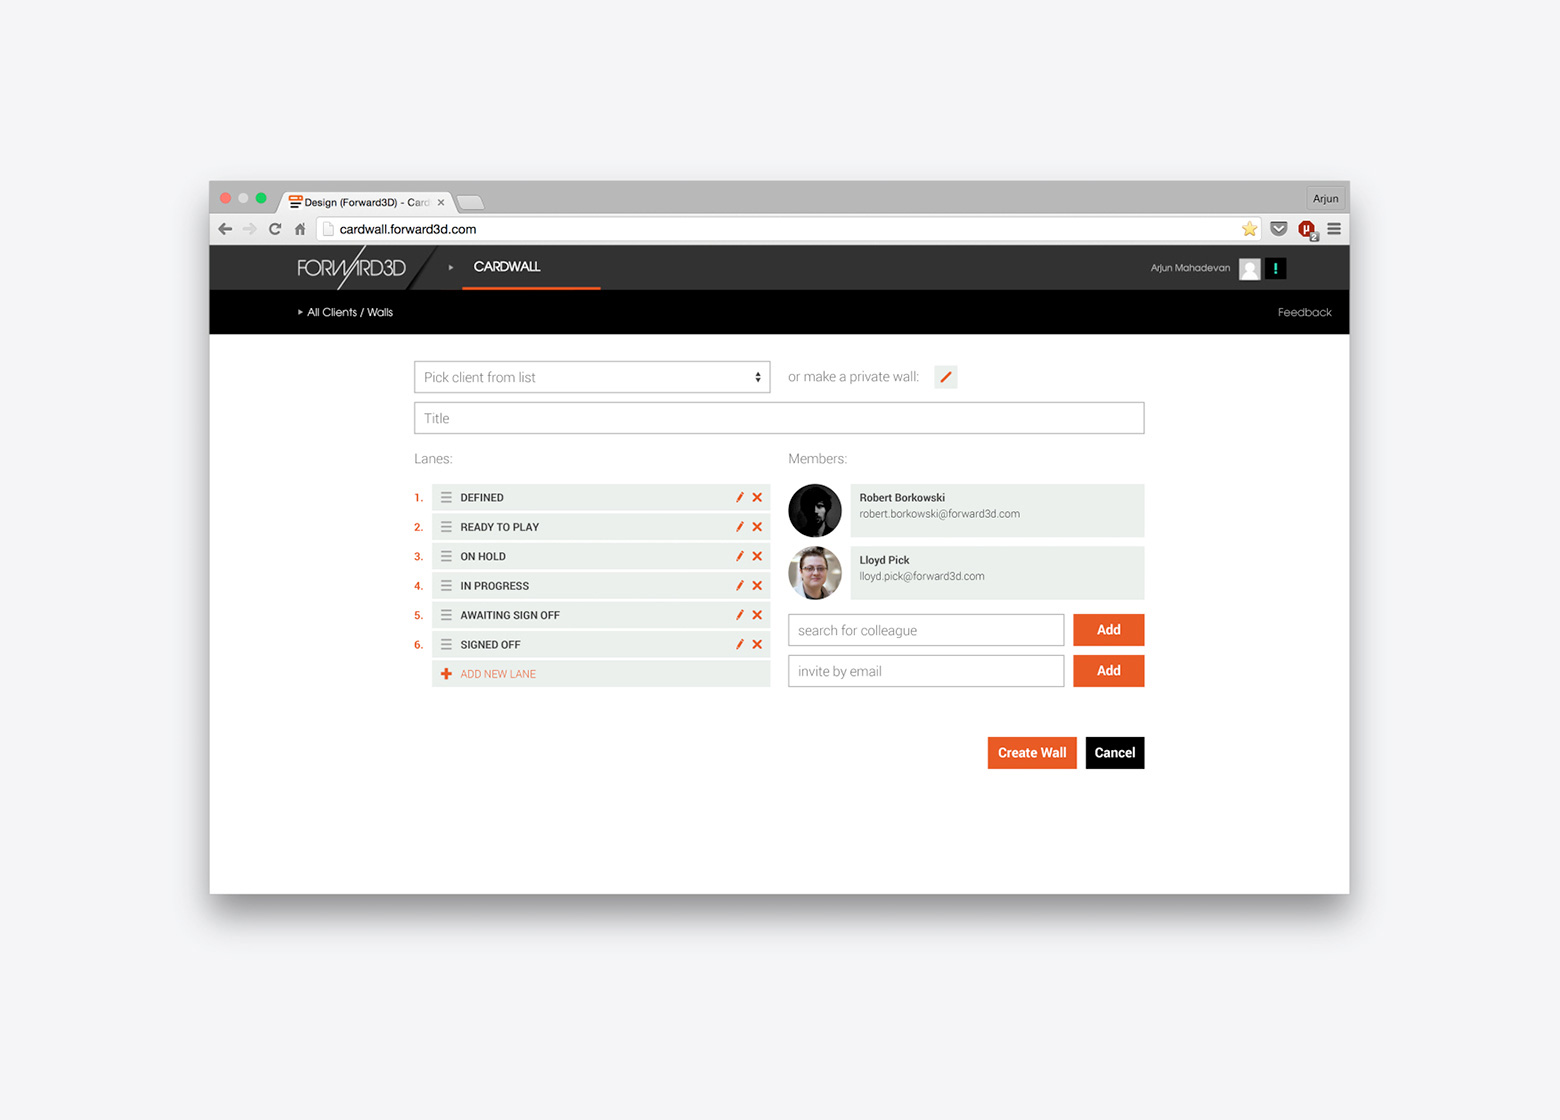 Design (Forward3D) - Card
Arjun
cardwall.forward3d.com
2
FORWARD3D
CARDWALL
Arjun Mahadevan
!
All Clients / Walls
Feedback
Pick client from list
or make a private wall:
Title
Lanes:
Members:
1. DEFINED
2. READY TO PLAY
3. ON HOLD
4. IN PROGRESS
5. AWAITING SIGN OFF
6. SIGNED OFF
ADD NEW LANE
Robert Borkowski
robert.borkowski@forward3d.com
Lloyd Pick
lloyd.pick@forward3d.com
search for colleague
Add
invite by email
Add
Create Wall
Cancel